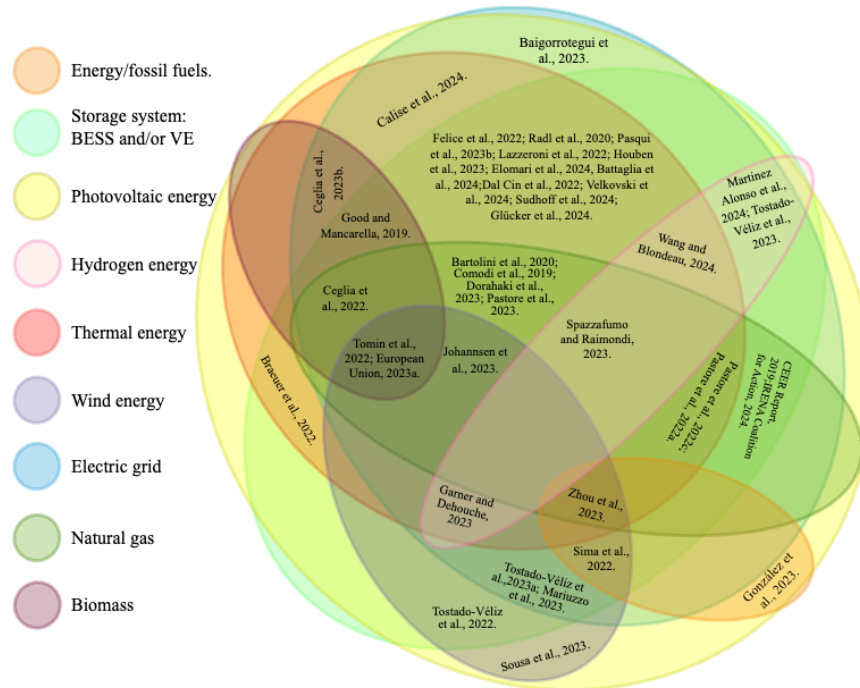 Energy/fossil fuels.
Storage system:
BESS and/or VE
Photovoltaic energy
Hydrogen energy
Thermal energy
Wind energy
Electric grid
Natural gas
Biomass
Baigorrotegui et
al., 2023.
Calise et al., 2024.
Felice et al., 2022; Radl et al., 2020; Pasqui
et al., 2023b; Lazzeroni et al., 2022; Houben
et al., 2023; Elomari et al., 2024, Battaglia et
al., 2024;Dal Cin et al., 2022; Velkovski et
al., 2024; Sudhoff et al., 2024;
Glücker et al., 2024.
Ceglia et al.,
2023b.
Good and
Mancarella, 2019.
Martínez
Alonso et al.,
2024; Tostado-
Véliz et al.,
2023.
Wang and
Blondeau, 2024.
Bartolini et al., 2020;
Comodi et al., 2019;
Dorahaki et al.,
2023; Pastore et al.,
2023.
Ceglia et
al., 2022.
Spazzafumo
and Raimondi,
2023.
Tomin et al.,
2022; European
Union, 2023a.
Johannsen et
al., 2023.
Braeuer et al., 2022.
Pastore et al., 2022c;
Pastore et al., 2022a.
CEER Report,
2019,IRENA Coalition
for Action, 2024
Garner and
Dehouche,
2023
Zhou et al.,
2023.
Sima et al.,
2022.
González et
al., 2023.
Tostado-Véliz et
al.,2023a; Mariuzzo
et al., 2023.
Tostado-Véliz
et al., 2022.
Sousa et al., 2023.